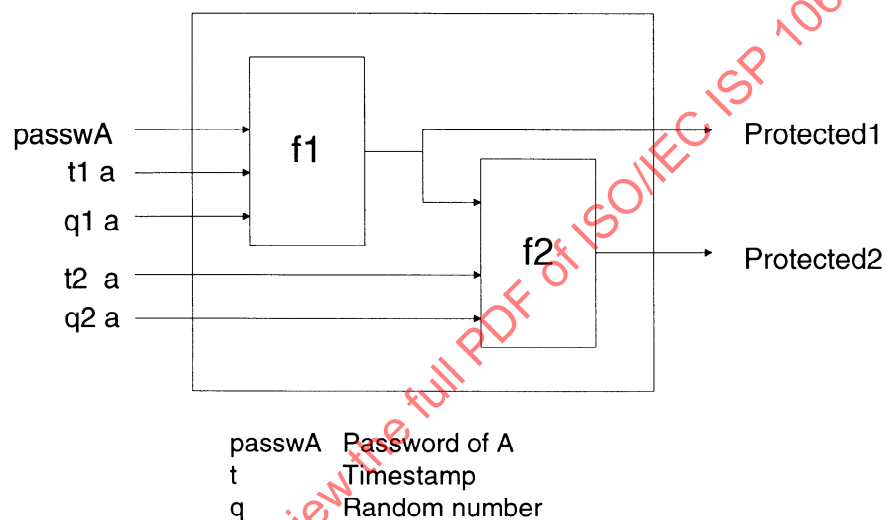 passwA
t1 a
q1 a
t2 a
q2 a
f1
f2
Protected1
Protected2
passwA Password of A
t Timestamp
q Random number
view the full PDF of ISO/IEC ISP 106